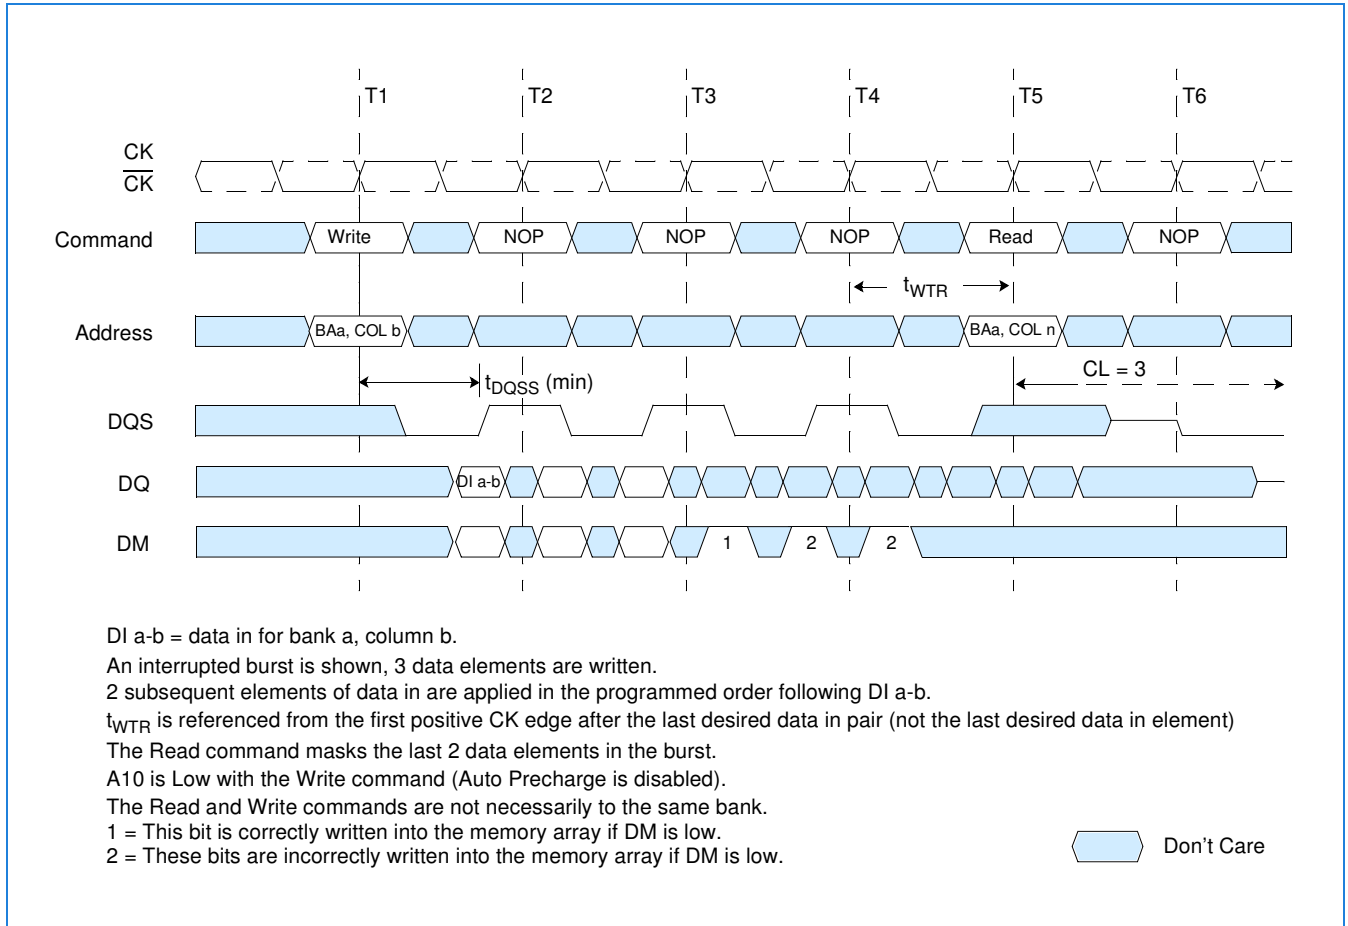 T1 T2 T3 T4 T5 T6
CK
CK
Command Write NOP NOP NOP Read NOP
tWTR
Address BAa, COL b BAa, COL n
tDQSS (min) CL = 3
DQS
DQ DI a-b
DM 1 2 2
DI a-b = data in for bank a, column b.
An interrupted burst is shown, 3 data elements are written.
2 subsequent elements of data in are applied in the programmed order following DI a-b.
tWTR is referenced from the first positive CK edge after the last desired data in pair (not the last desired data in element)
The Read command masks the last 2 data elements in the burst.
A10 is Low with the Write command (Auto Precharge is disabled).
The Read and Write commands are not necessarily to the same bank.
1 = This bit is correctly written into the memory array if DM is low.
2 = These bits are incorrectly written into the memory array if DM is low.
Don't Care